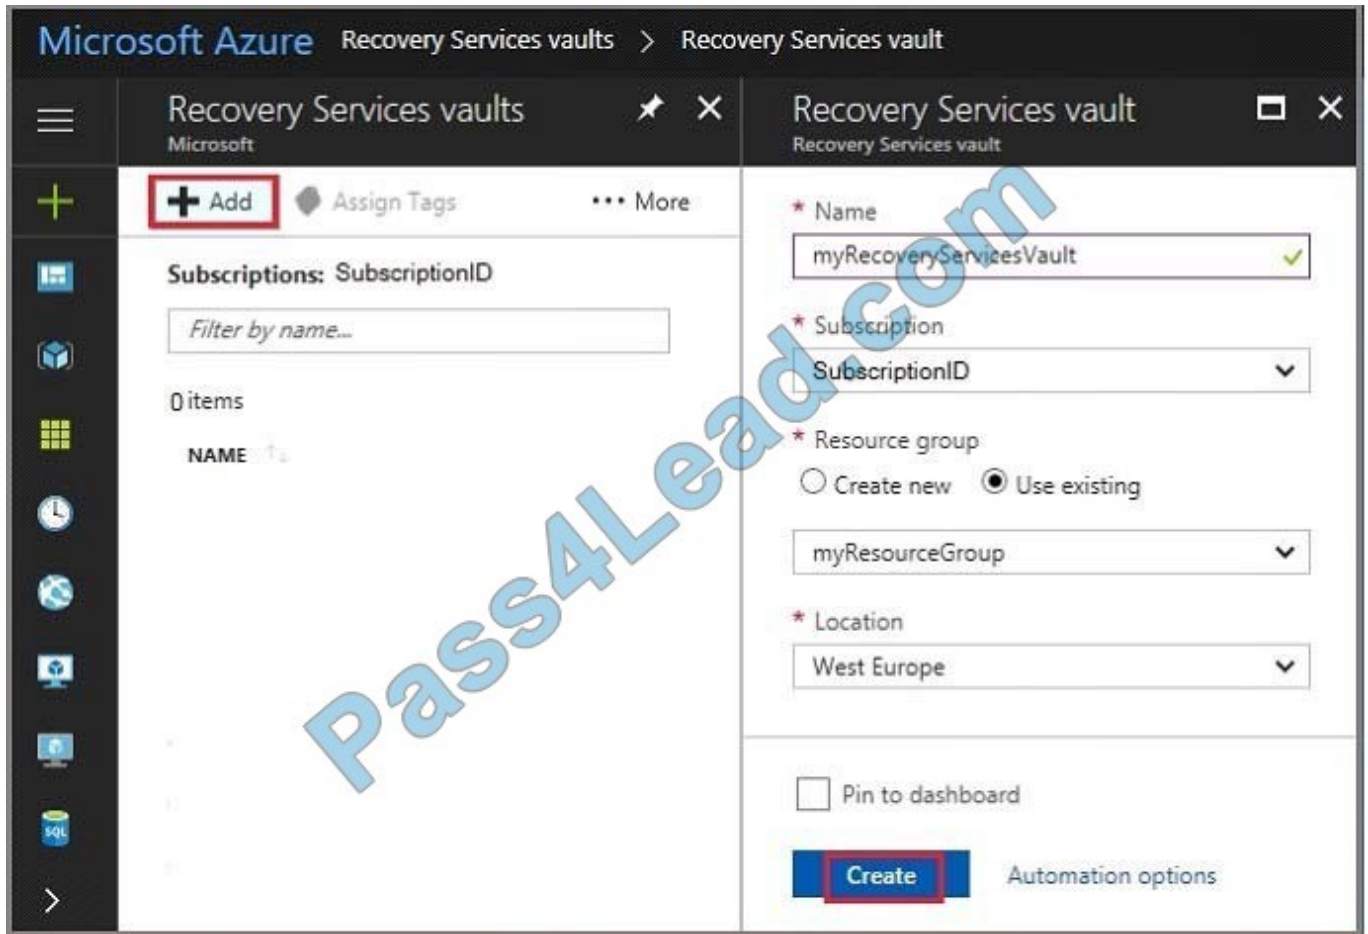 Microsoft Azure Recovery Services vaults > Recovery Services vault
Recovery Services vaults
Microsoft
Add
Assign Tags
••• More
Subscriptions: SubscriptionID
Filter by name...
0 items
NAME
Recovery Services vault
Recovery Services vault
* Name
myRecoveryServicesVault
* Subscription
SubscriptionID
* Resource group
Create new
Use existing
myResourceGroup
* Location
West Europe
Pin to dashboard
Create
Automation options
SQL
Pass4Lead.com